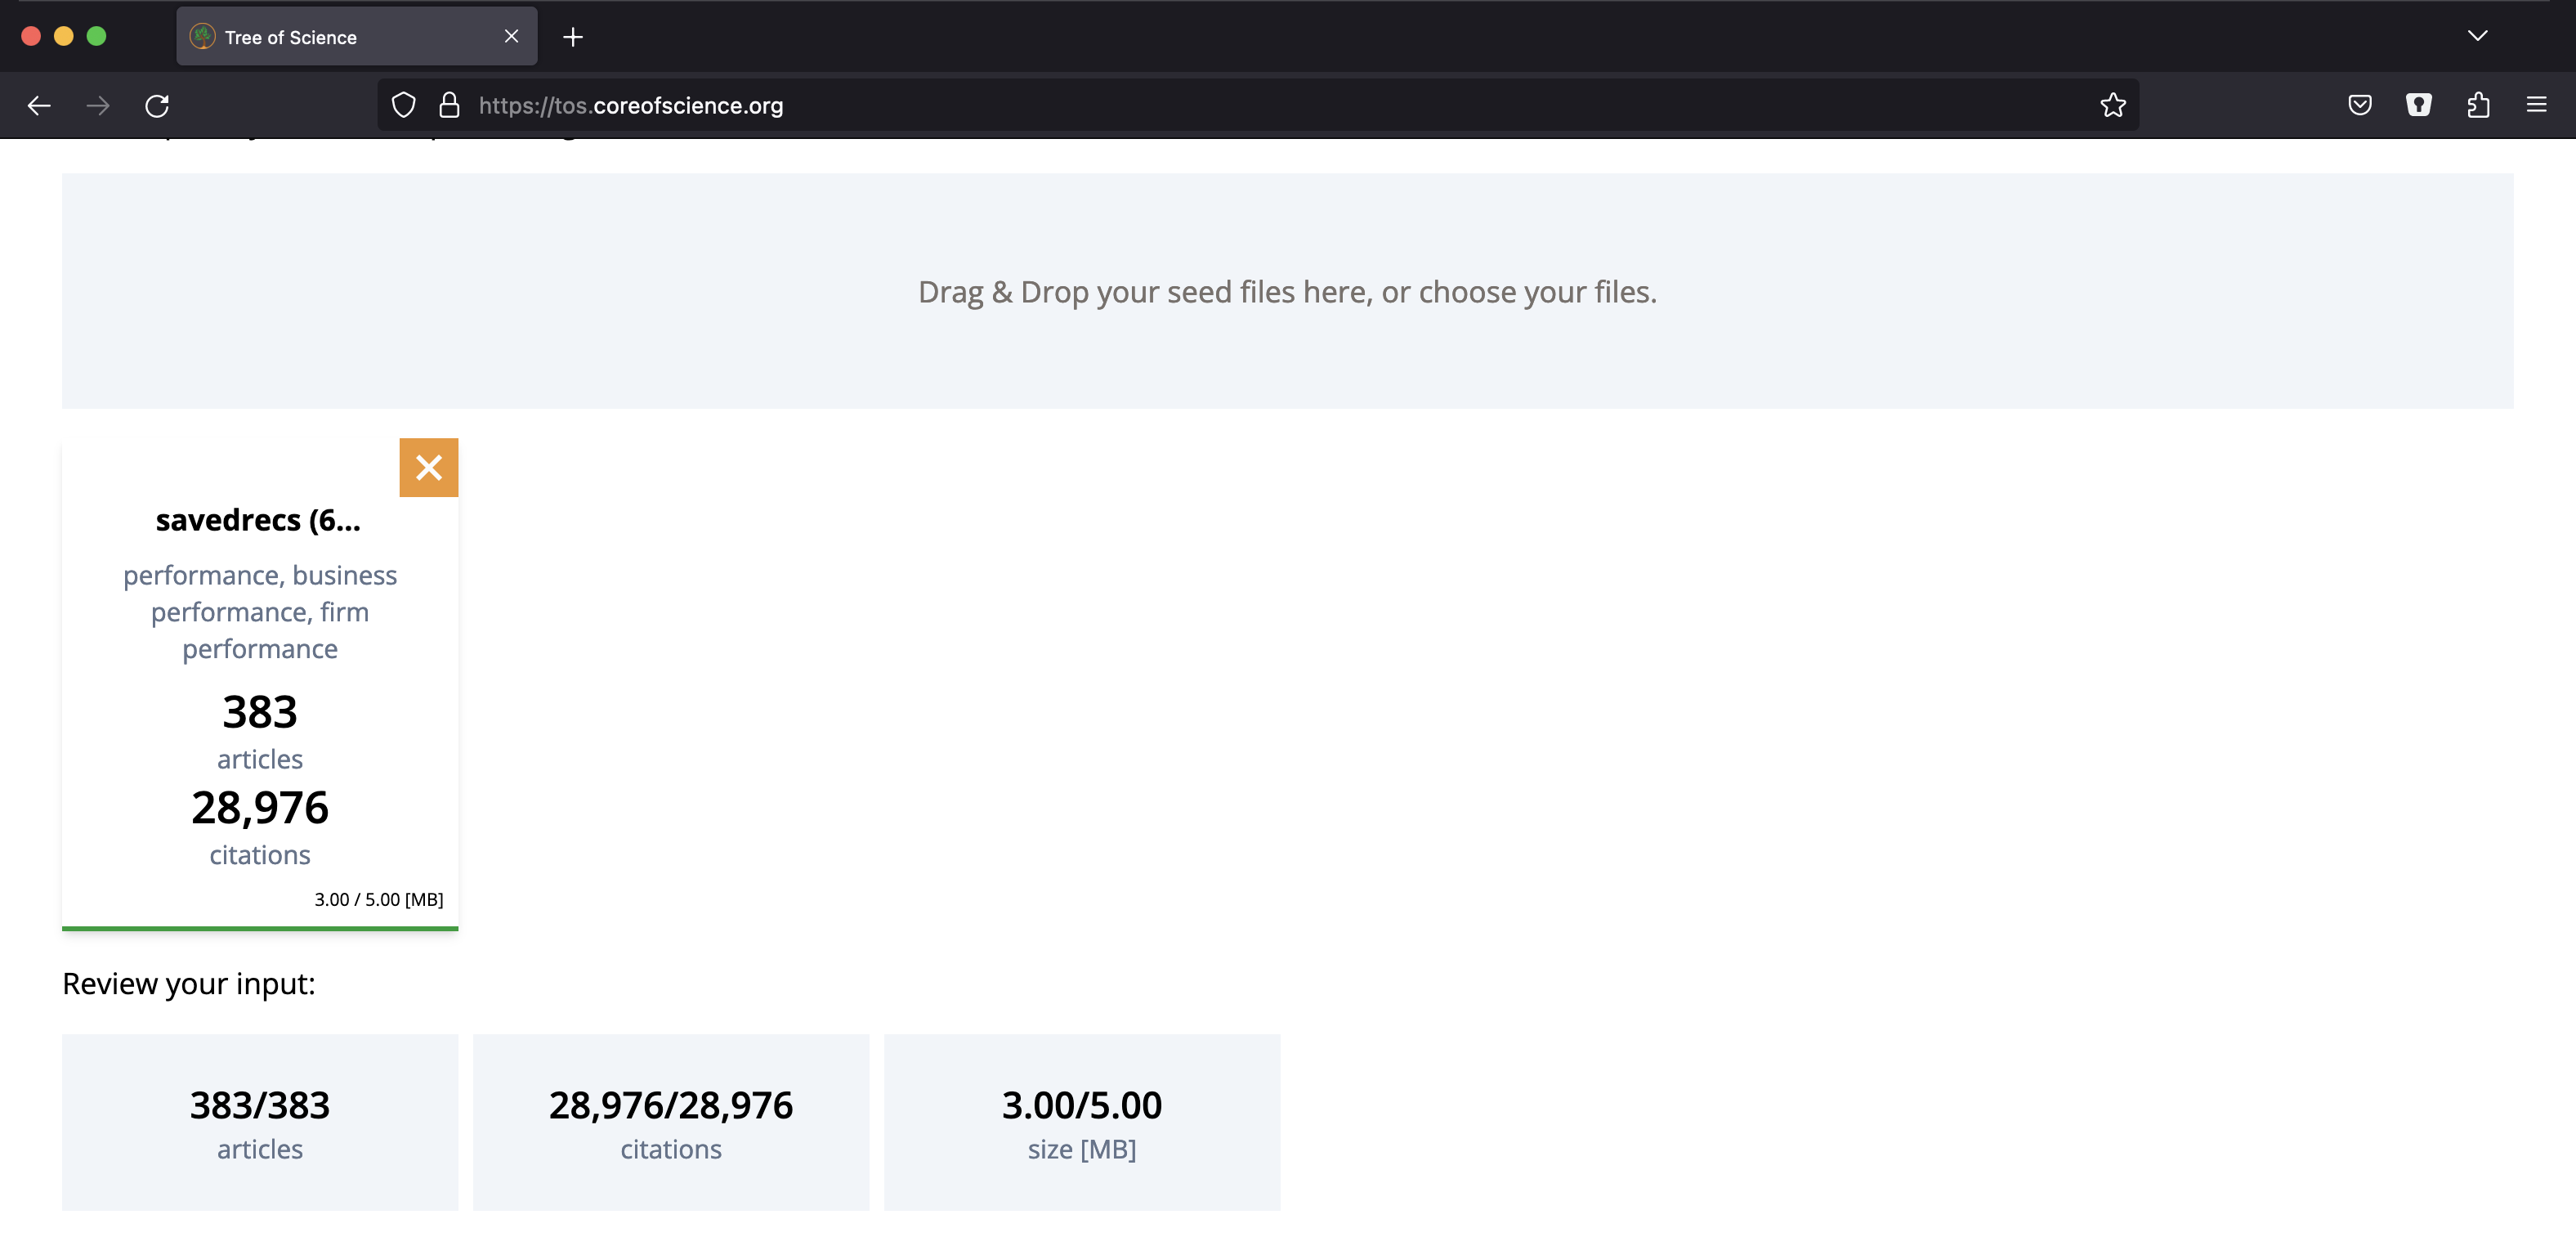 Tree of Science
https://tos.coreofscience.org
Drag & Drop your seed files here, or choose your files.
savedrecs (6...
performance, business
performance, firm
performance
383
articles
28,976
citations
3.00 / 5.00 [MB]
Review your input:
383/383
articles
28,976/28,976
citations
3.00/5.00
size [MB]